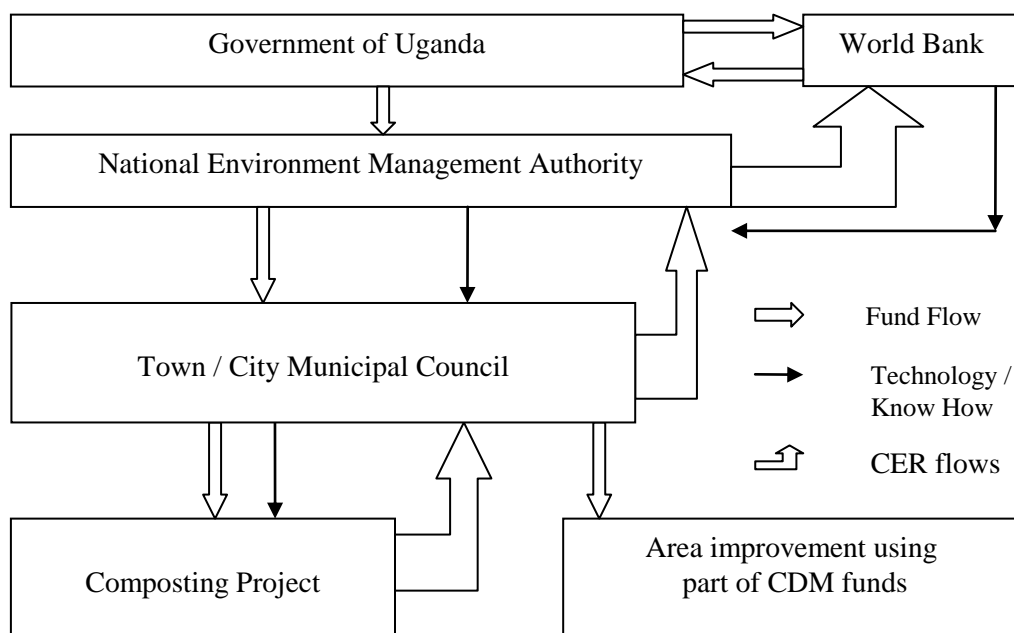 Government of Uganda
World Bank
National Environment Management Authority
Fund Flow
Town / City Municipal Council
Technology /
Know How
CER flows
Composting Project
Area improvement using
part of CDM funds